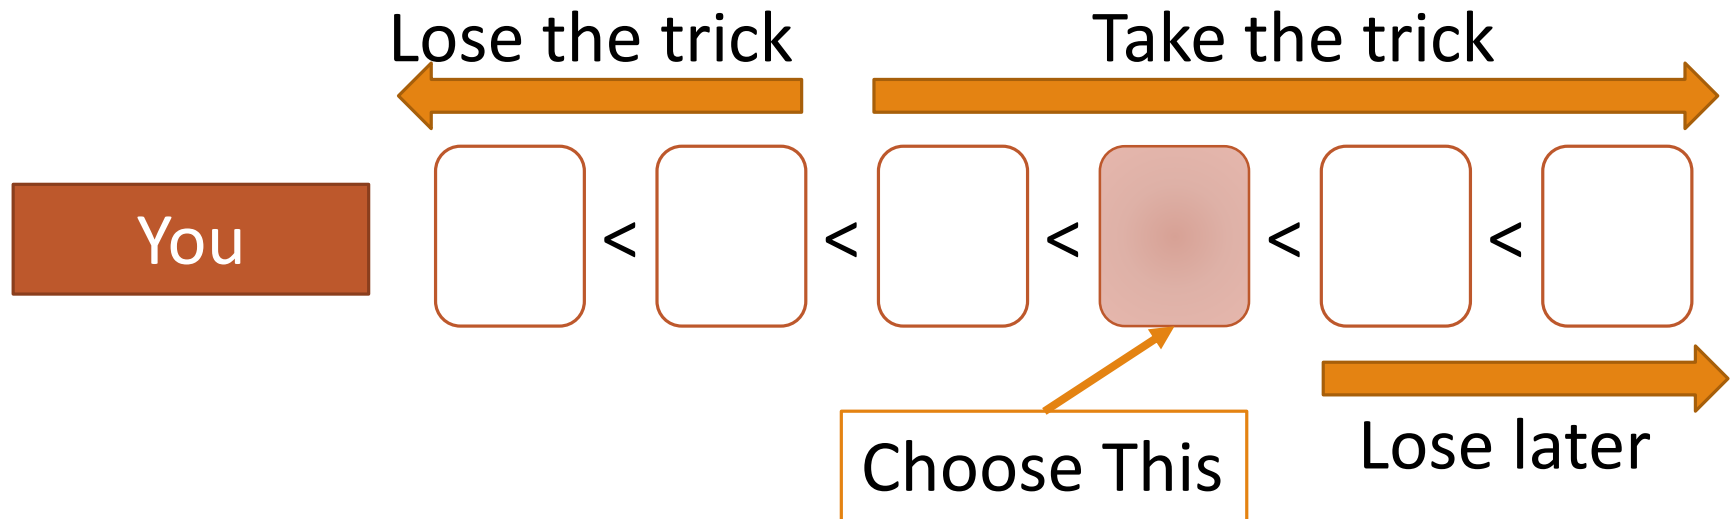 Lose the trick
Take the trick
You
< < < < <
Choose This
Lose later